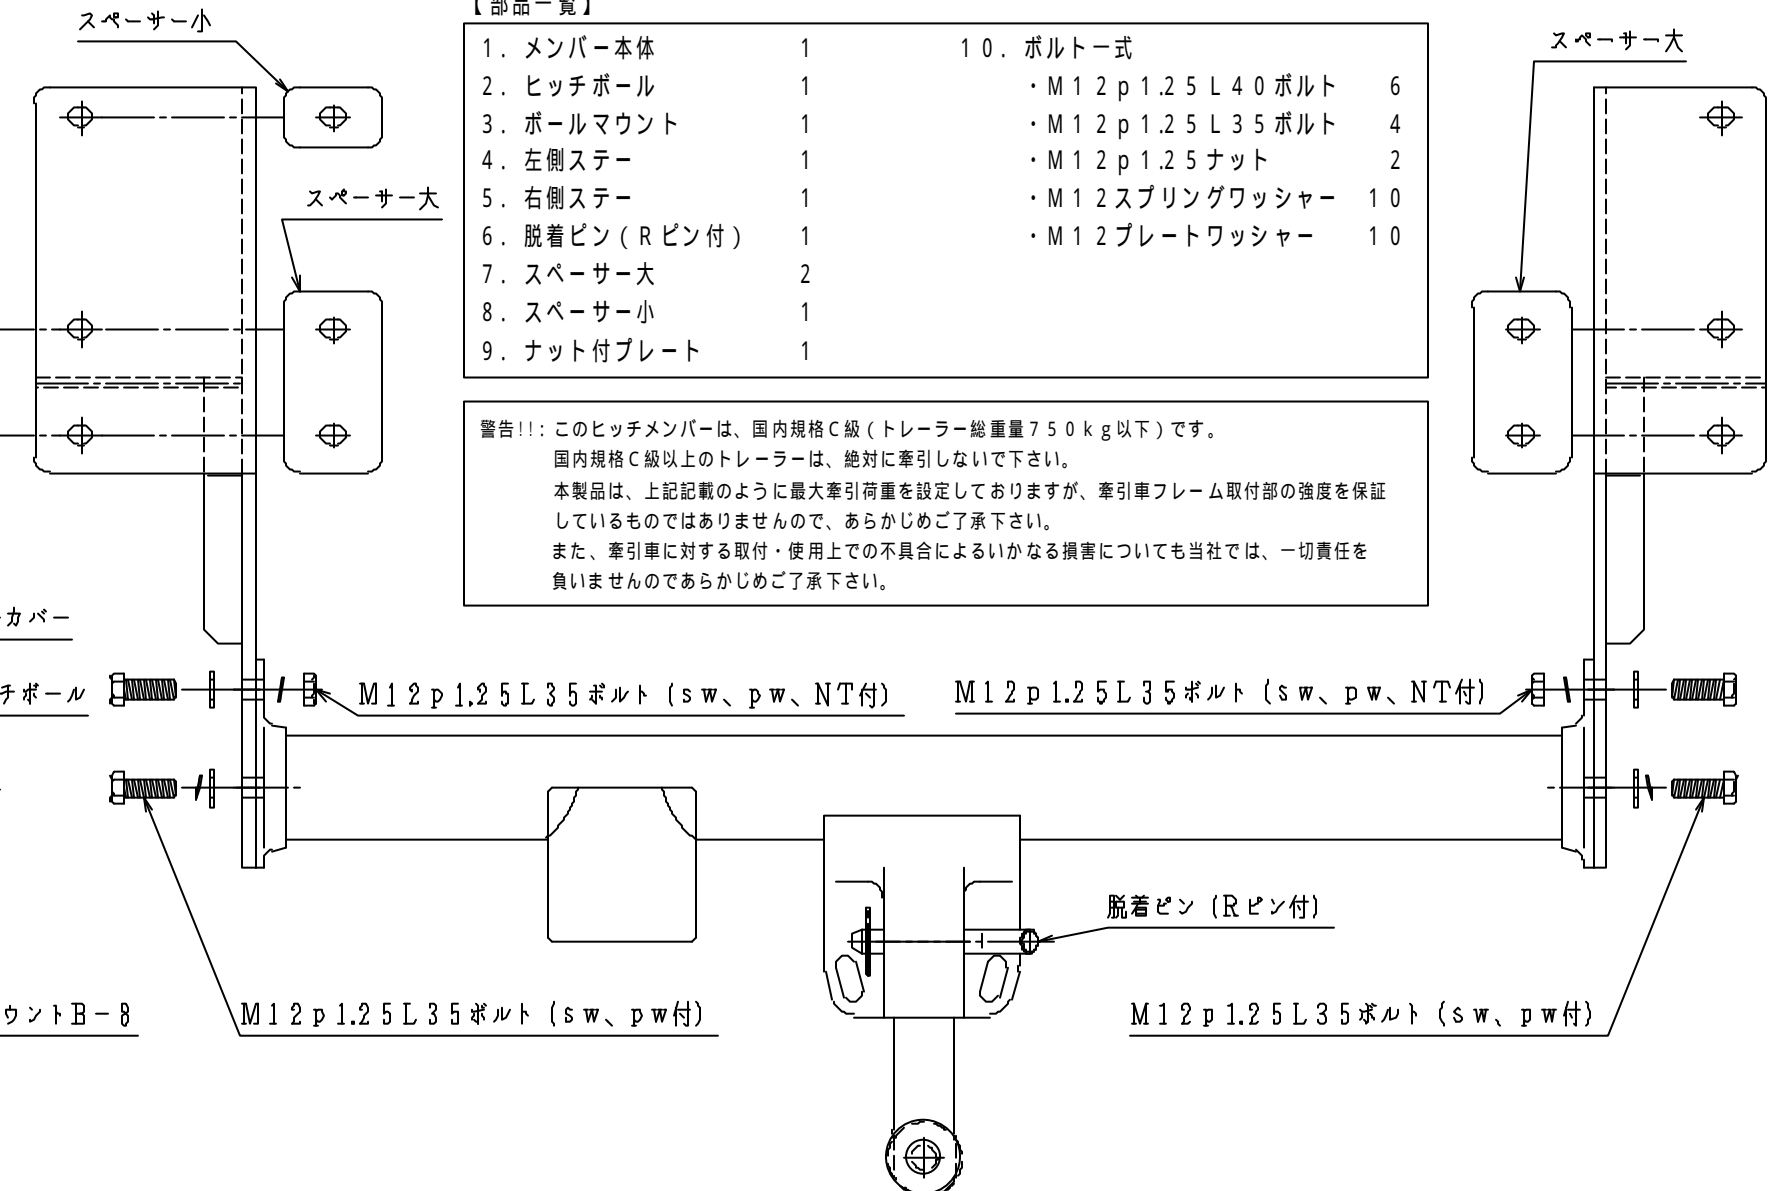 【部品一覧】
スペーサー小
スペーサー大
1. メンバー本体 1
2. ヒッチボール 1
3. ボールマウント 1
4. 左側ステー 1
5. 右側ステー 1
6. 脱着ピン(Rピン付) 1
7. スペーサー大 2
8. スペーサー小 1
9. ナット付プレート 1
10. ボルト一式
・M12p1.25L40ボルト 6
・M12p1.25L35ボルト 4
・M12p1.25ナット 2
・M12スプリングワッシャー 10
・M12プレートワッシャー 10
スペーサー大
警告!!:このヒッチメンバーは、国内規格C級(トレーラー総重量750kg以下)です。
国内規格C級以上のトレーラーは、絶対に牽引しないで下さい。
本製品は、上記記載のように最大牽引荷重を設定しておりますが、牽引車フレーム取付部の強度を保証
しているものではありませんので、あらかじめご了承下さい。
また、牽引車に対する取付・使用上での不具合によるいかなる損害についても当社では、一切責任を
負いませんのであらかじめご了承下さい。
カバー
チボール
M12p1.25L35ボルト(sw、pw、NT付)
M12p1.25L35ボルト(sw、pw、NT付)
脱着ピン(Rピン付)
ウントB-8
M12p1.25L35ボルト(sw、pw付)
M12p1.25L35ボルト(sw、pw付)